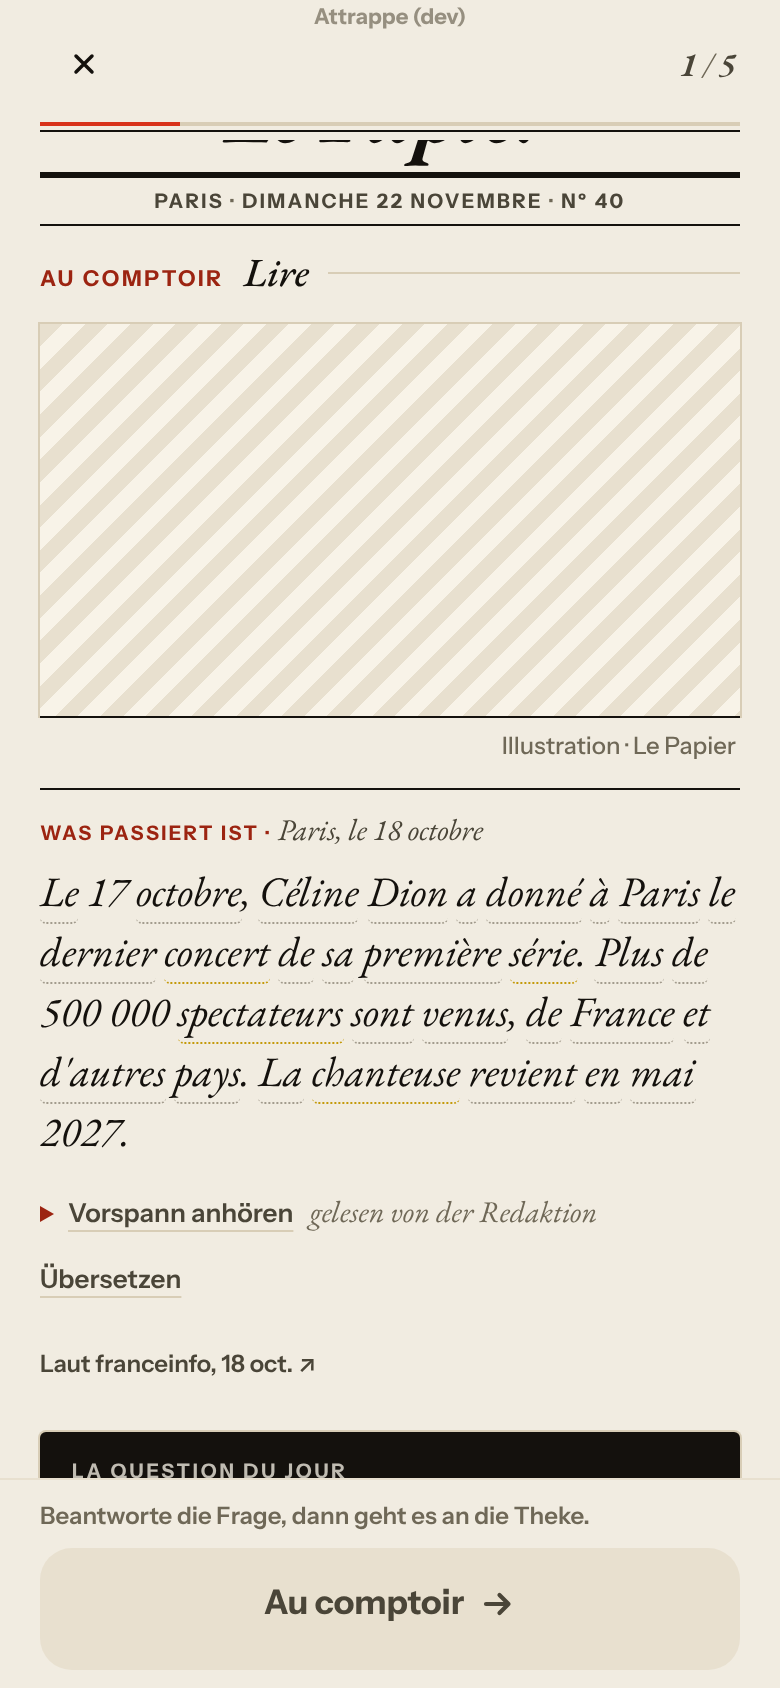 Attrappe (dev)
1 / 5
PARIS · DIMANCHE 22 NOVEMBRE · N° 40
AU COMPTOIR Lire
Illustration · Le Papier
WAS PASSIERT IST · Paris, le 18 octobre
Le 17 octobre, Céline Dion a donné à Paris le
dernier concert de sa première série. Plus de
500 000 spectateurs sont venus, de France et
d'autres pays. La chanteuse revient en mai
2027.
Vorspann anhören gelesen von der Redaktion
Übersetzen
Laut franceinfo, 18 oct. ↗
LA QUESTION DU JOUR
Beantworte die Frage, dann geht es an die Theke.
Au comptoir →